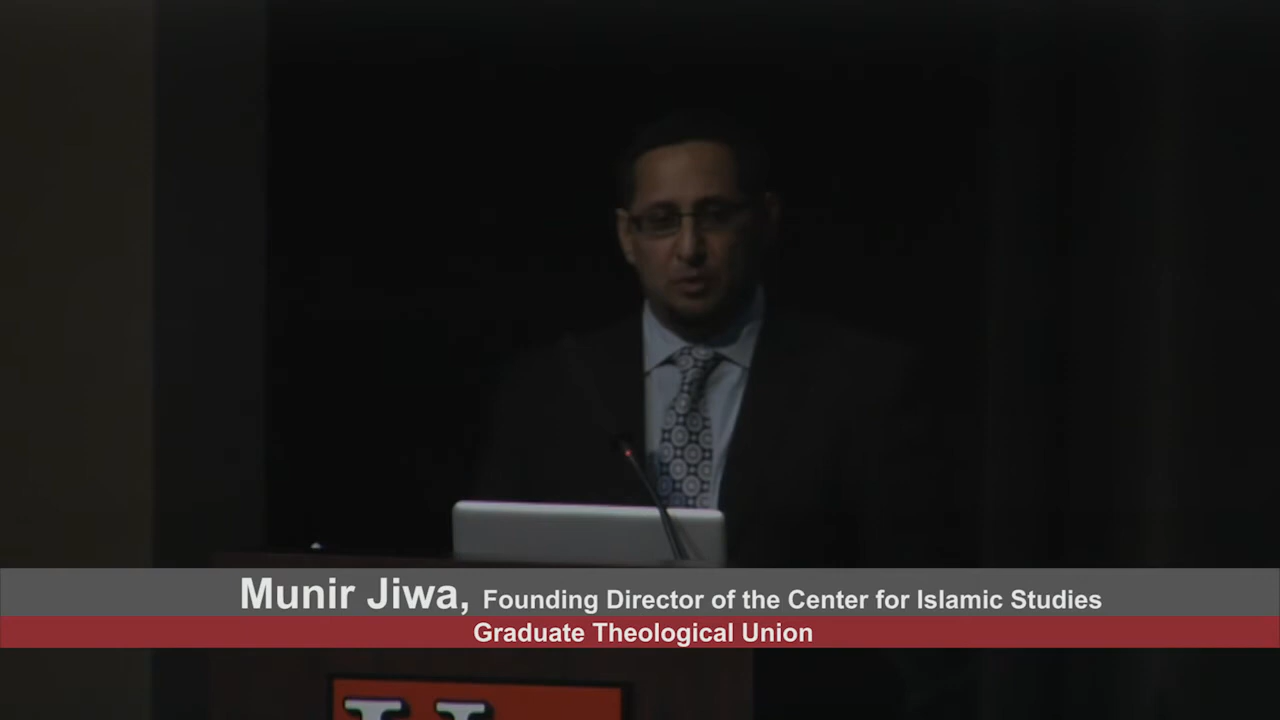 Munir Jiwa, Founding Director of the Center for Islamic Studies
Graduate Theological Union